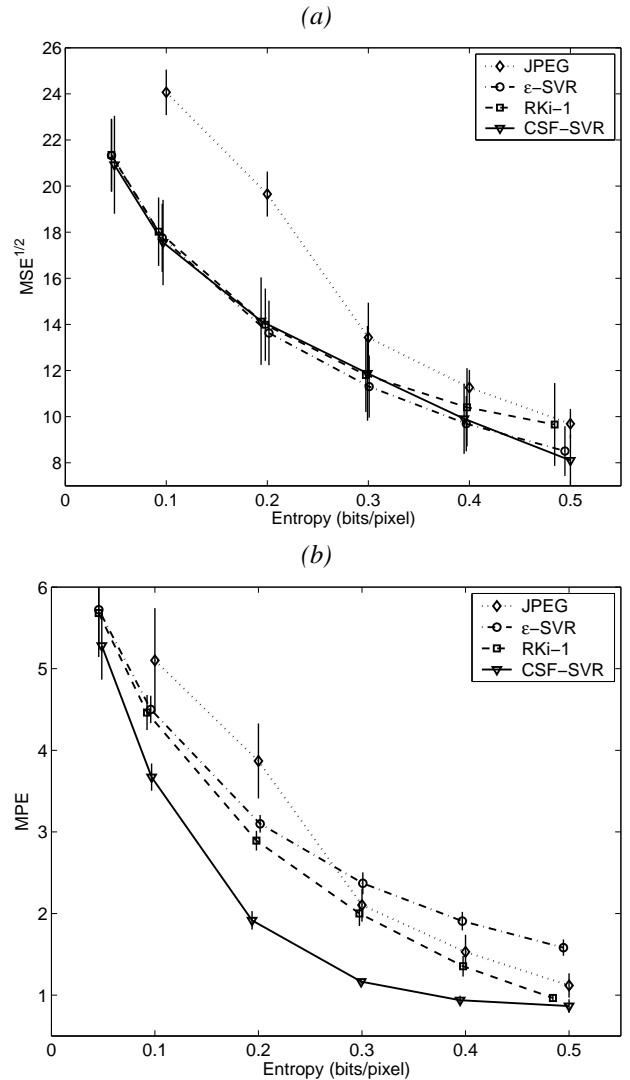 (a)
26
24
22
20
18
16
14
12
10
8
MSE^1/2
0 0.1 0.2 0.3 0.4 0.5
Entropy (bits/pixel)
JPEG
ε−SVR
RKi−1
CSF−SVR
(b)
6
5
4
3
2
1
MPE
0.1 0.2 0.3 0.4 0.5
Entropy (bits/pixel)
JPEG
ε−SVR
RKi−1
CSF−SVR